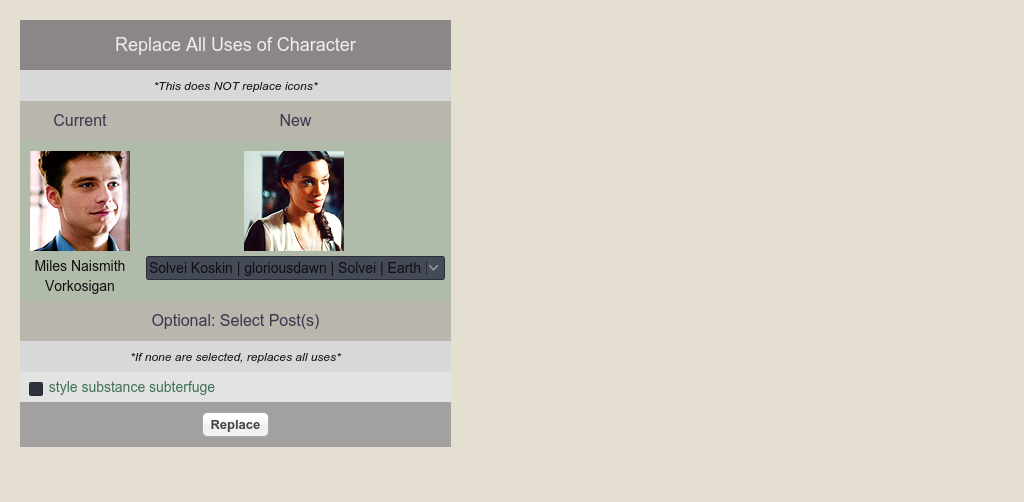 Replace All Uses of Character
*This does NOT replace icons*
Current New
Miles Naismith
Vorkosigan
Solvei Koskin | gloriousdawn | Solvei | Earth
Optional: Select Post(s)
*If none are selected, replaces all uses*
style substance subterfuge
Replace